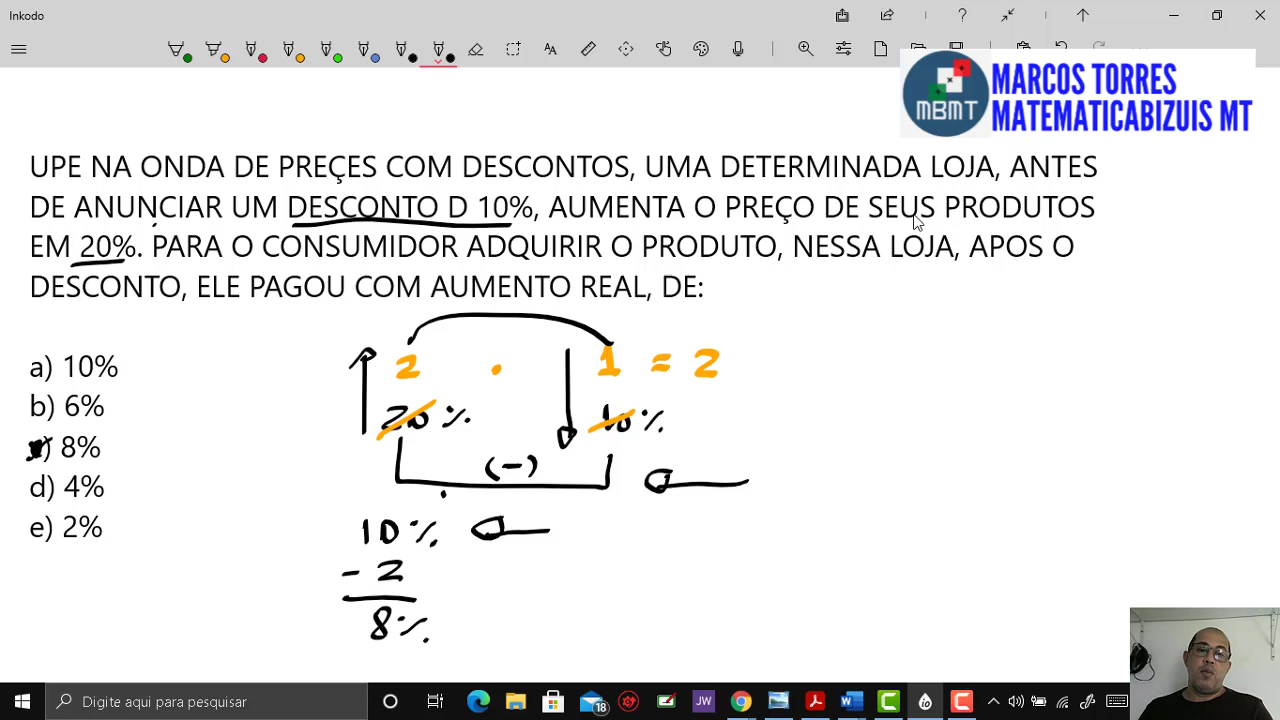 Inkodo
MARCOS TORRES
MATEMATICABIZUIS MT
MBMT
UPE NA ONDA DE PREÇES COM DESCONTOS, UMA DETERMINADA LOJA, ANTES
DE ANUNCIAR UM DESCONTO D 10%, AUMENTA O PREÇO DE SEUS PRODUTOS
EM 20%. PARA O CONSUMIDOR ADQUIRIR O PRODUTO, NESSA LOJA, APOS O
DESCONTO, ELE PAGOU COM AUMENTO REAL, DE:
a) 10%
b) 6%
) 8%
d) 4%
e) 2%
2 . 1 = 2
20% 10%
(-)
10%
- 2
8%
Digite aqui para pesquisar
18
JW